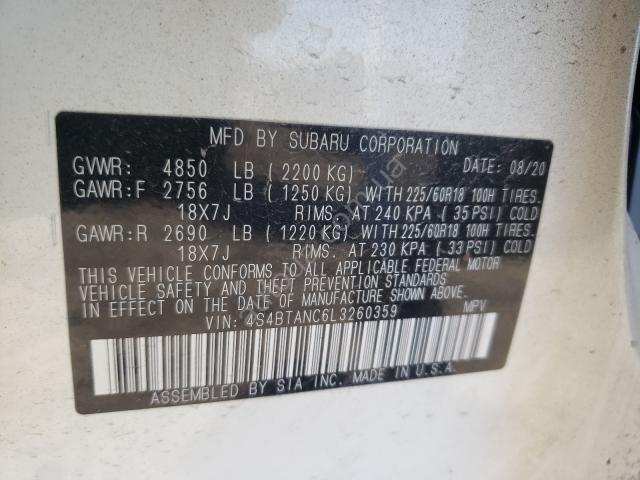 MFD BY SUBARU CORPORATION
GVWR: 4850 LB (2200 KG) DATE: 08/20
GAWR:F 2756 LB (1250 KG) WITH 225/60R18 100H TIRES.
18X7J RIMS. AT 240 KPA (35 PSI) COLD
GAWR:R 2690 LB (1220 KG) WITH 225/60R18 100H TIRES.
18X7J RIMS. AT 230 KPA (33 PSI) COLD
THIS VEHICLE CONFORMS TO ALL APPLICABLE FEDERAL MOTOR
VEHICLE SAFETY AND THEFT PREVENTION STANDARDS
IN EFFECT ON THE DATE OF MANUFACTURE SHOWN ABOVE.
VIN: 4S4BTANC6L3260359 MPV
ASSEMBLED BY SIA INC. MADE IN U.S.A.